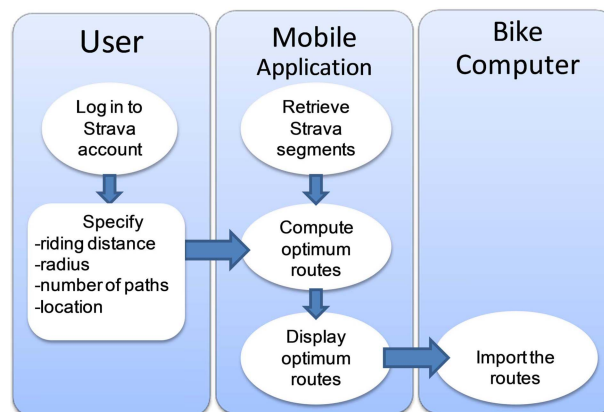 User
Log in to
Strava
account
Specify
-riding distance
-radius
-number of paths
-location
Mobile
Application
Retrieve
Strava
segments
Compute
optimum
routes
Display
optimum
routes
Bike
Computer
Import the
routes